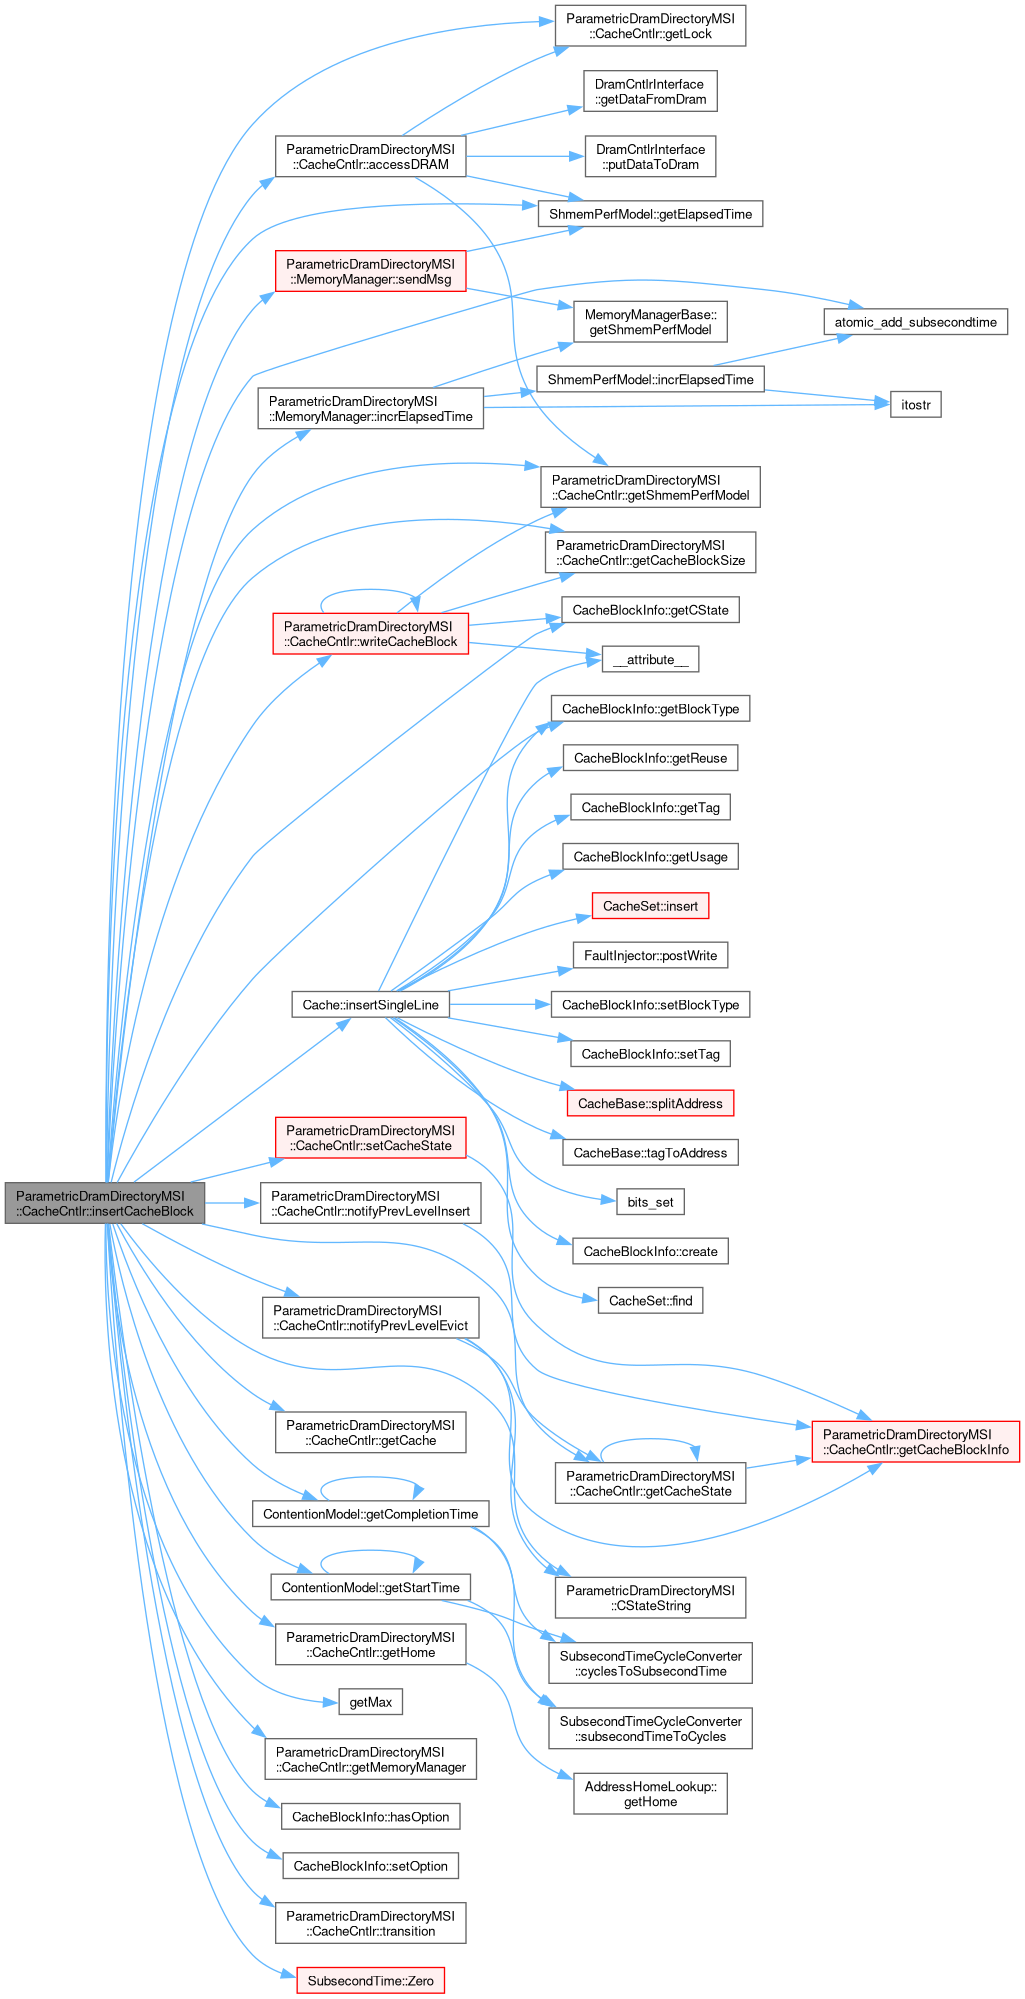 ParametricDramDirectoryMSI
::CacheCntlr::getLock
DramCntlrInterface
::getDataFromDram
ParametricDramDirectoryMSI
::CacheCntlr::accessDRAM
DramCntlrInterface
::putDataToDram
ShmemPerfModel::getElapsedTime
ParametricDramDirectoryMSI
::MemoryManager::sendMsg
MemoryManagerBase::
getShmemPerfModel
atomic_add_subsecondtime
ShmemPerfModel::incrElapsedTime
ParametricDramDirectoryMSI
::MemoryManager::incrElapsedTime
itostr
ParametricDramDirectoryMSI
::CacheCntlr::getShmemPerfModel
ParametricDramDirectoryMSI
::CacheCntlr::getCacheBlockSize
CacheBlockInfo::getCState
ParametricDramDirectoryMSI
::CacheCntlr::writeCacheBlock
__attribute__
CacheBlockInfo::getBlockType
CacheBlockInfo::getReuse
CacheBlockInfo::getTag
CacheBlockInfo::getUsage
CacheSet::insert
FaultInjector::postWrite
Cache::insertSingleLine
CacheBlockInfo::setBlockType
CacheBlockInfo::setTag
CacheBase::splitAddress
ParametricDramDirectoryMSI
::CacheCntlr::setCacheState
CacheBase::tagToAddress
ParametricDramDirectoryMSI
::CacheCntlr::insertCacheBlock
ParametricDramDirectoryMSI
::CacheCntlr::notifyPrevLevelInsert
bits_set
CacheBlockInfo::create
CacheSet::find
ParametricDramDirectoryMSI
::CacheCntlr::notifyPrevLevelEvict
ParametricDramDirectoryMSI
::CacheCntlr::getCache
ParametricDramDirectoryMSI
::CacheCntlr::getCacheBlockInfo
ParametricDramDirectoryMSI
::CacheCntlr::getCacheState
ContentionModel::getCompletionTime
ContentionModel::getStartTime
ParametricDramDirectoryMSI
::CStateString
ParametricDramDirectoryMSI
::CacheCntlr::getHome
SubsecondTimeCycleConverter
::cyclesToSubsecondTime
getMax
SubsecondTimeCycleConverter
::subsecondTimeToCycles
ParametricDramDirectoryMSI
::CacheCntlr::getMemoryManager
AddressHomeLookup::
getHome
CacheBlockInfo::hasOption
CacheBlockInfo::setOption
ParametricDramDirectoryMSI
::CacheCntlr::transition
SubsecondTime::Zero